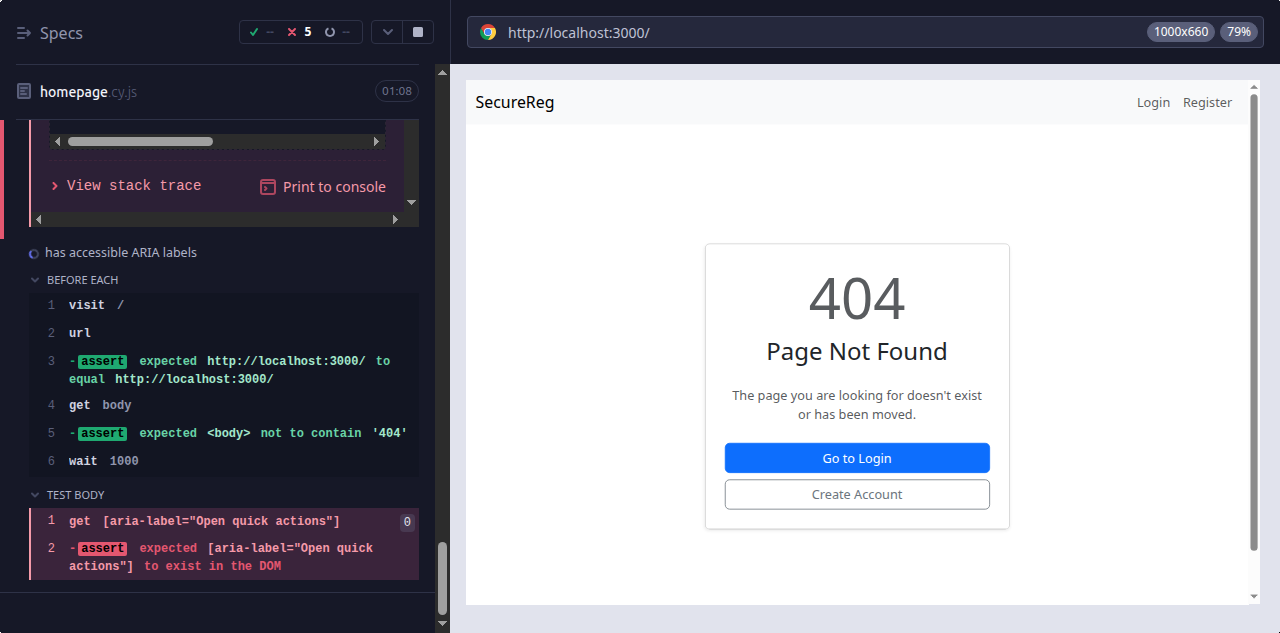 Specs
-- 5 --
homepage.cy.js
01:08
View stack trace
Print to console
has accessible ARIA labels
BEFORE EACH
1 visit /
2 url
3 -assert expected http://localhost:3000/ to
equal http://localhost:3000/
4 get body
5 -assert expected <body> not to contain '404'
6 wait 1000
TEST BODY
1 get [aria-label="Open quick actions"] 0
2 -assert expected [aria-label="Open quick
actions"] to exist in the DOM
http://localhost:3000/
1000x660
79%
SecureReg
Login
Register
404
Page Not Found
The page you are looking for doesn't exist
or has been moved.
Go to Login
Create Account